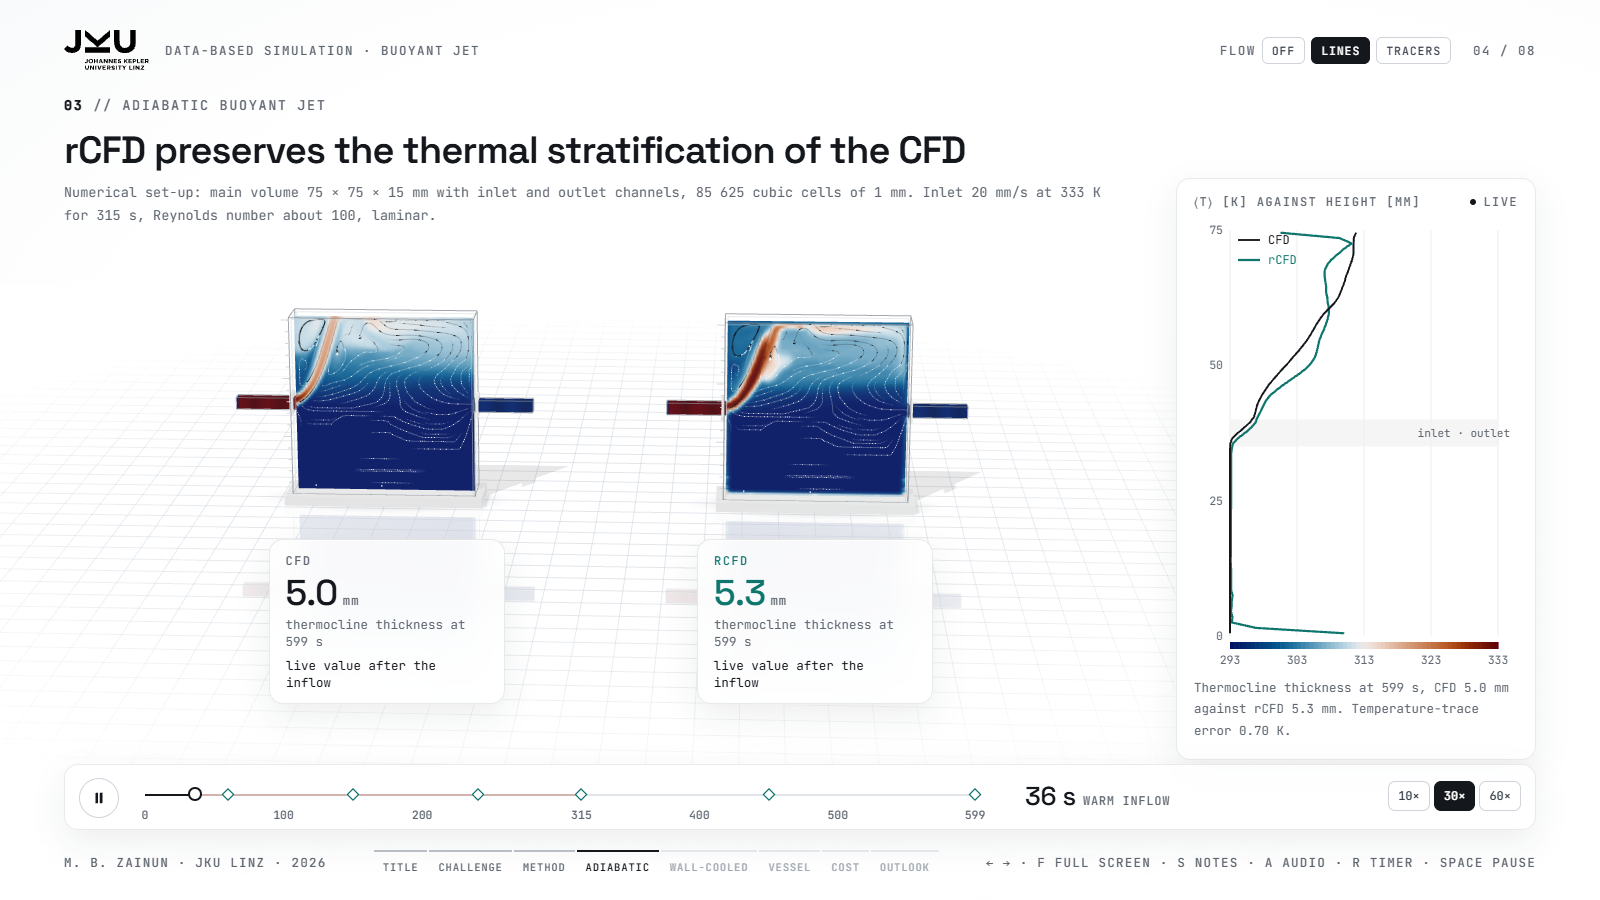 JKU
JOHANNES KEPLER
UNIVERSITY LINZ
DATA-BASED SIMULATION · BUOYANT JET
FLOW OFF LINES TRACERS 04 / 08
03 // ADIABATIC BUOYANT JET
rCFD preserves the thermal stratification of the CFD
Numerical set-up: main volume 75 × 75 × 15 mm with inlet and outlet channels, 85 625 cubic cells of 1 mm. Inlet 20 mm/s at 333 K
for 315 s, Reynolds number about 100, laminar.
⟨T⟩ [K] AGAINST HEIGHT [MM] ● LIVE
75
CFD
rCFD
50
inlet · outlet
25
0
293 303 313 323 333
Thermocline thickness at 599 s, CFD 5.0 mm
against rCFD 5.3 mm. Temperature-trace
error 0.70 K.
CFD
5.0 mm
thermocline thickness at
599 s
live value after the
inflow
RCFD
5.3 mm
thermocline thickness at
599 s
live value after the
inflow
0 100 200 315 400 500 599
36 s WARM INFLOW
10× 30× 60×
M. B. ZAINUN · JKU LINZ · 2026
TITLE CHALLENGE METHOD ADIABATIC WALL-COOLED VESSEL COST OUTLOOK
← → · F FULL SCREEN · S NOTES · A AUDIO · R TIMER · SPACE PAUSE